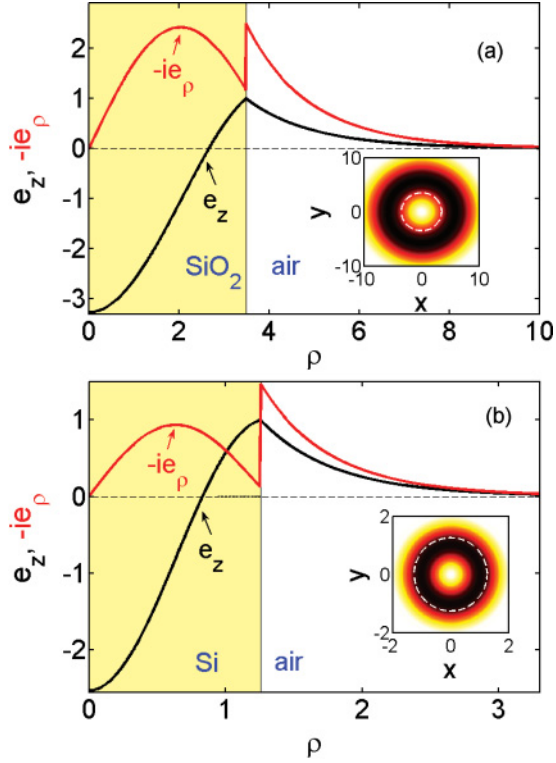 (a)
2
1
0
-1
-2
-3
e_z, -ie_ρ
-ie_ρ
e_z
SiO₂ air
10
0
-10
y
-10 0 10
x
0 2 4 6 8 10
ρ
(b)
1
0
-1
-2
e_z, -ie_ρ
-ie_ρ
e_z
Si air
2
0
-2
y
-2 0 2
x
0 1 2 3
ρ